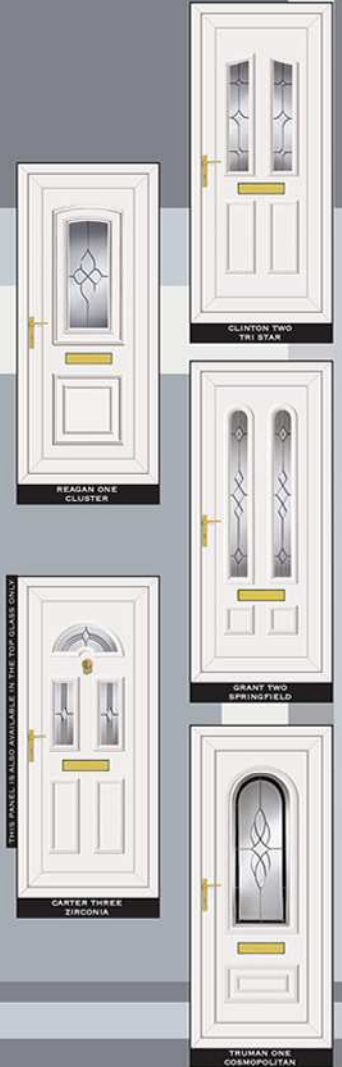 CLINTON TWO
TRI STAR
REAGAN ONE
CLUSTER
GRANT TWO
SPRINGFIELD
THIS PANEL IS ALSO AVAILABLE IN THE TOP GLASS ONLY
CARTER THREE
ZIRCONIA
TRUMAN ONE
COSMOPOLITAN